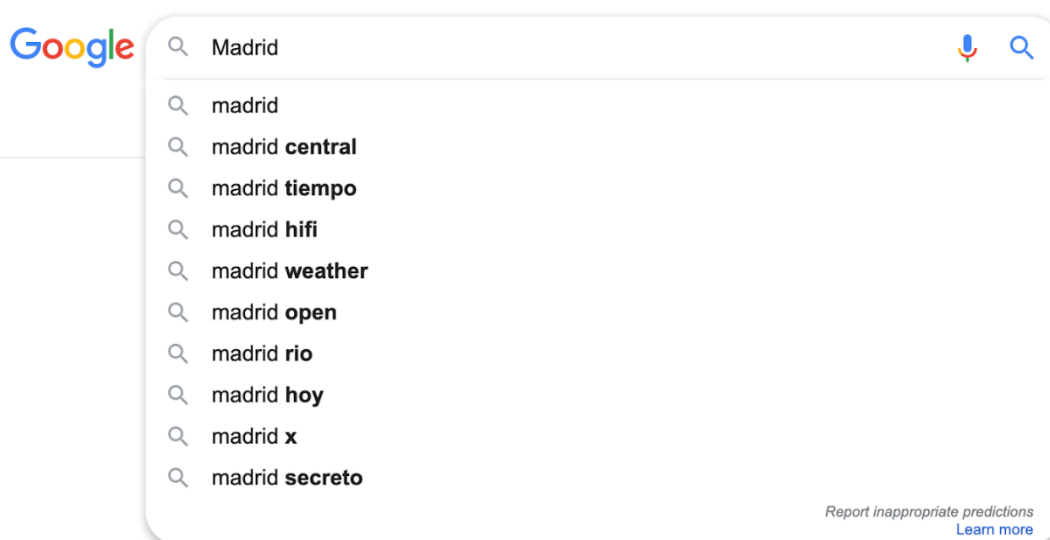 Google
Madrid
madrid
madrid central
madrid tiempo
madrid hifi
madrid weather
madrid open
madrid rio
madrid hoy
madrid x
madrid secreto
Report inappropriate predictions
Learn more